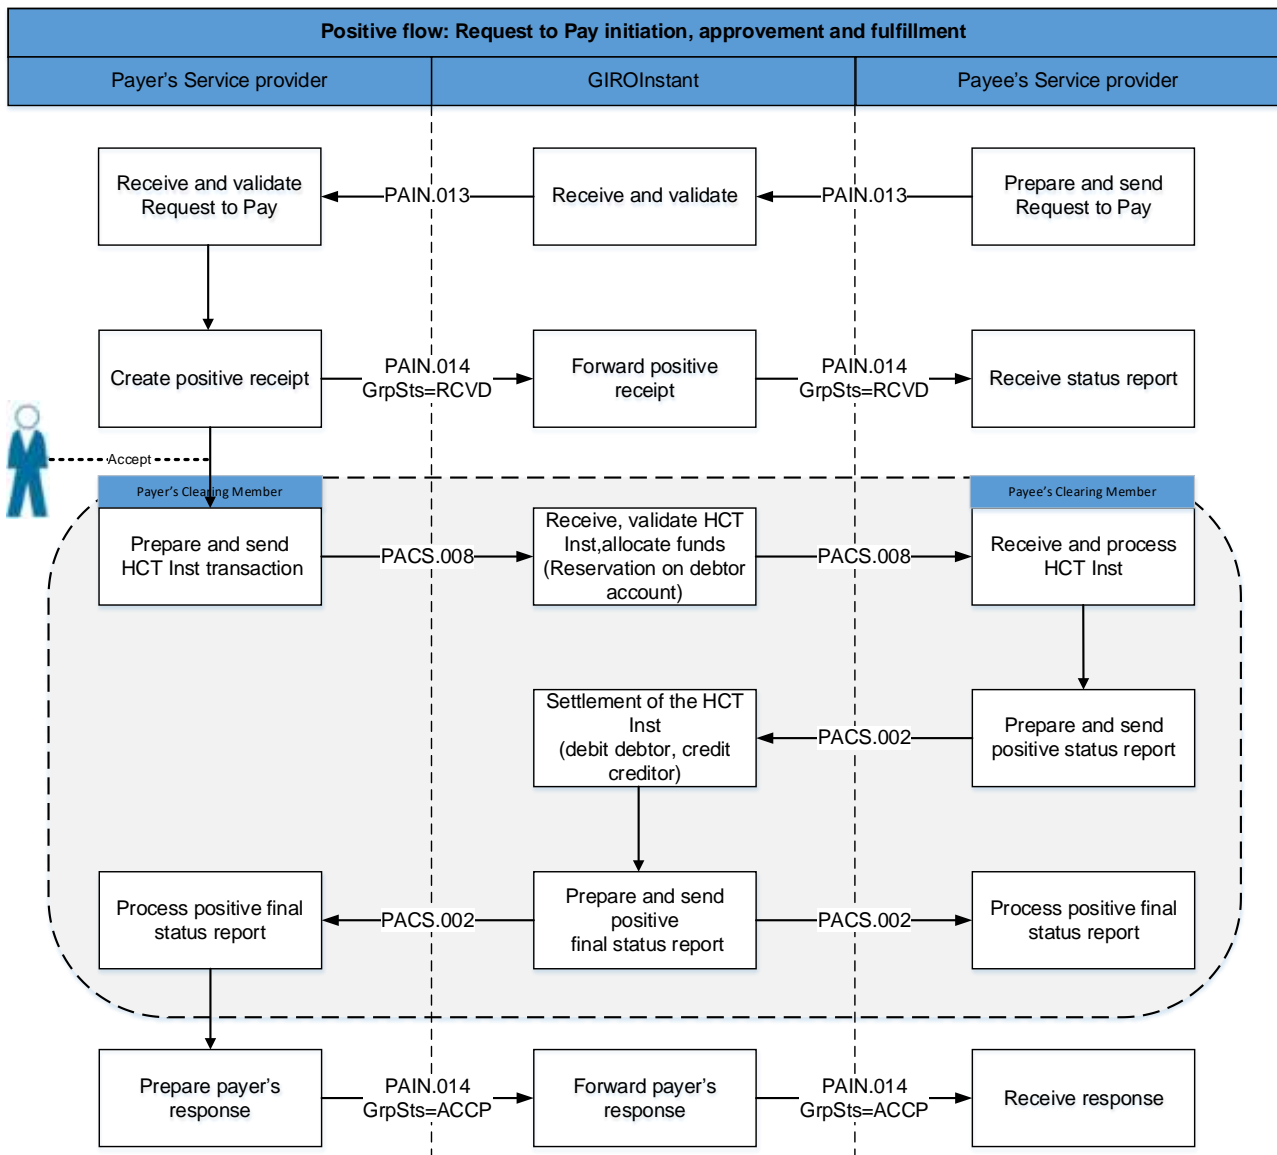 Positive flow: Request to Pay initiation, approvement and fulfillment
Payer's Service provider
GIROInstant
Payee's Service provider
Receive and validate
Request to Pay
PAIN.013
Receive and validate
PAIN.013
Prepare and send
Request to Pay
Create positive receipt
PAIN.014
GrpSts=RCVD
Forward positive
receipt
PAIN.014
GrpSts=RCVD
Receive status report
Accept
Payer's Clearing Member
Payee's Clearing Member
Prepare and send
HCT Inst transaction
PACS.008
Receive, validate HCT
Inst,allocate funds
(Reservation on debtor
account)
PACS.008
Receive and process
HCT Inst
Settlement of the HCT
Inst
(debit debtor, credit
creditor)
PACS.002
Prepare and send
positive status report
Process positive final
status report
PACS.002
Prepare and send
positive
final status report
PACS.002
Process positive final
status report
Prepare payer's
response
PAIN.014
GrpSts=ACCP
Forward payer's
response
PAIN.014
GrpSts=ACCP
Receive response